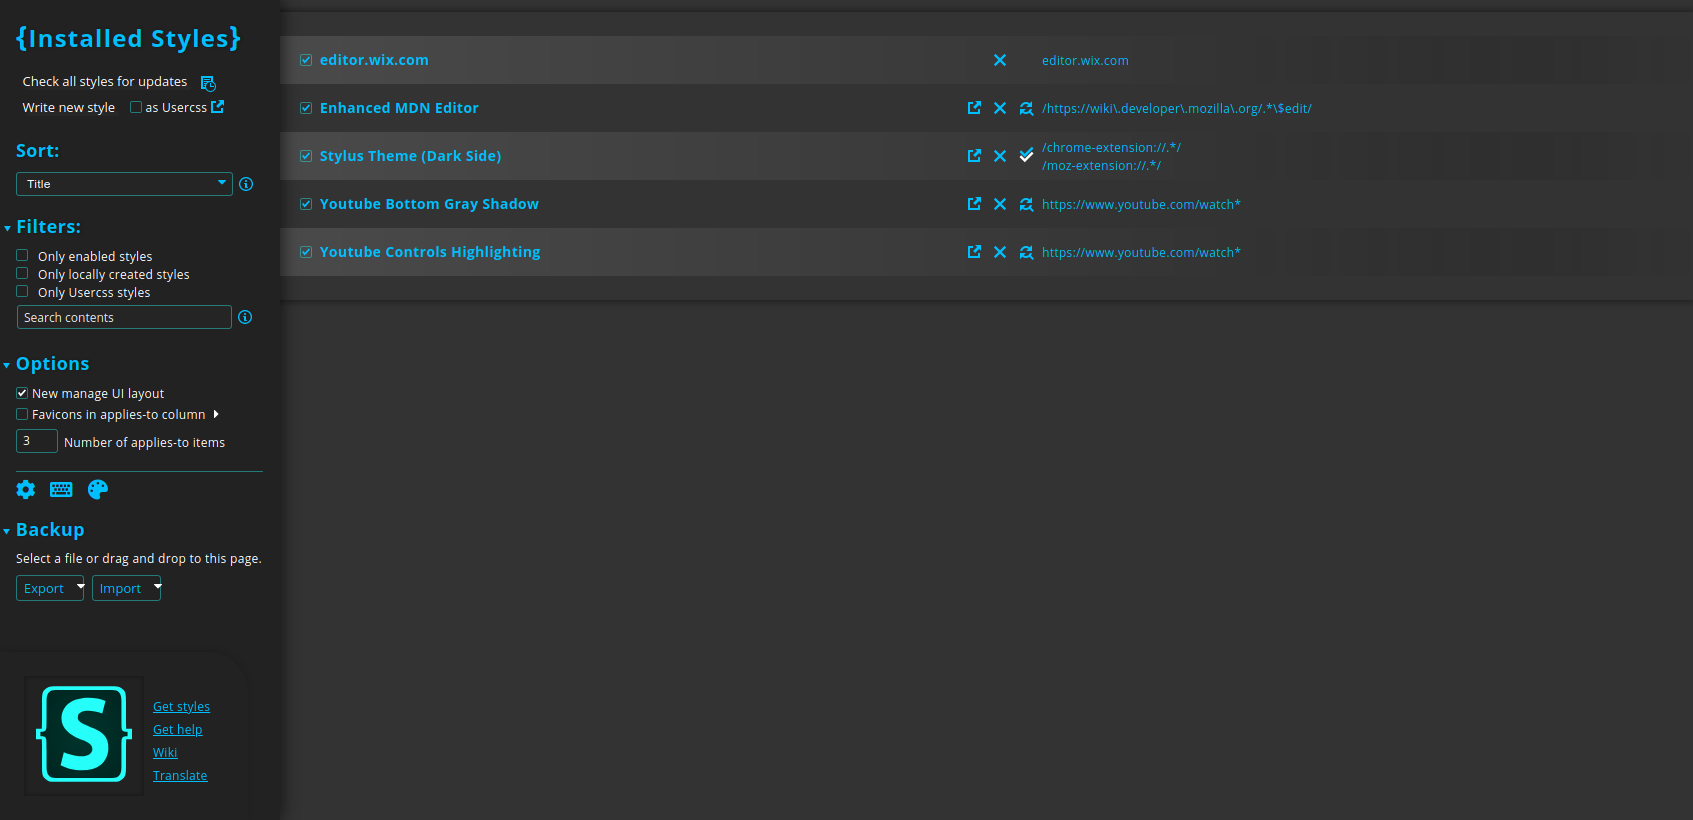 {Installed Styles}
Check all styles for updates
Write new style as Usercss
Sort:
Title
Filters:
Only enabled styles
Only locally created styles
Only Usercss styles
Search contents
Options
New manage UI layout
Favicons in applies-to column
3 Number of applies-to items
Backup
Select a file or drag and drop to this page.
Export Import
S
Get styles
Get help
Wiki
Translate
editor.wix.com editor.wix.com
Enhanced MDN Editor /https://wiki\.developer\.mozilla\.org/.*\$edit/
Stylus Theme (Dark Side) /chrome-extension://.*/
/moz-extension://.*/
Youtube Bottom Gray Shadow https://www.youtube.com/watch*
Youtube Controls Highlighting https://www.youtube.com/watch*